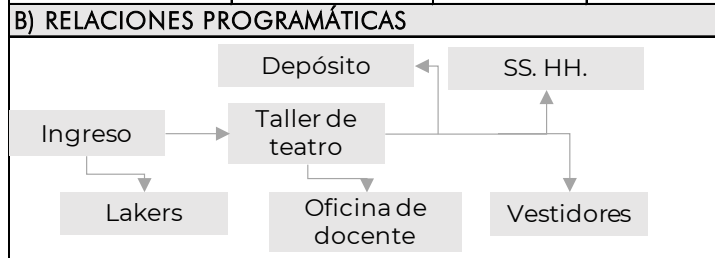 B) RELACIONES PROGRAMÁTICAS
Depósito
SS. HH.
Ingreso
Taller de
teatro
Lakers
Oficina de
docente
Vestidores